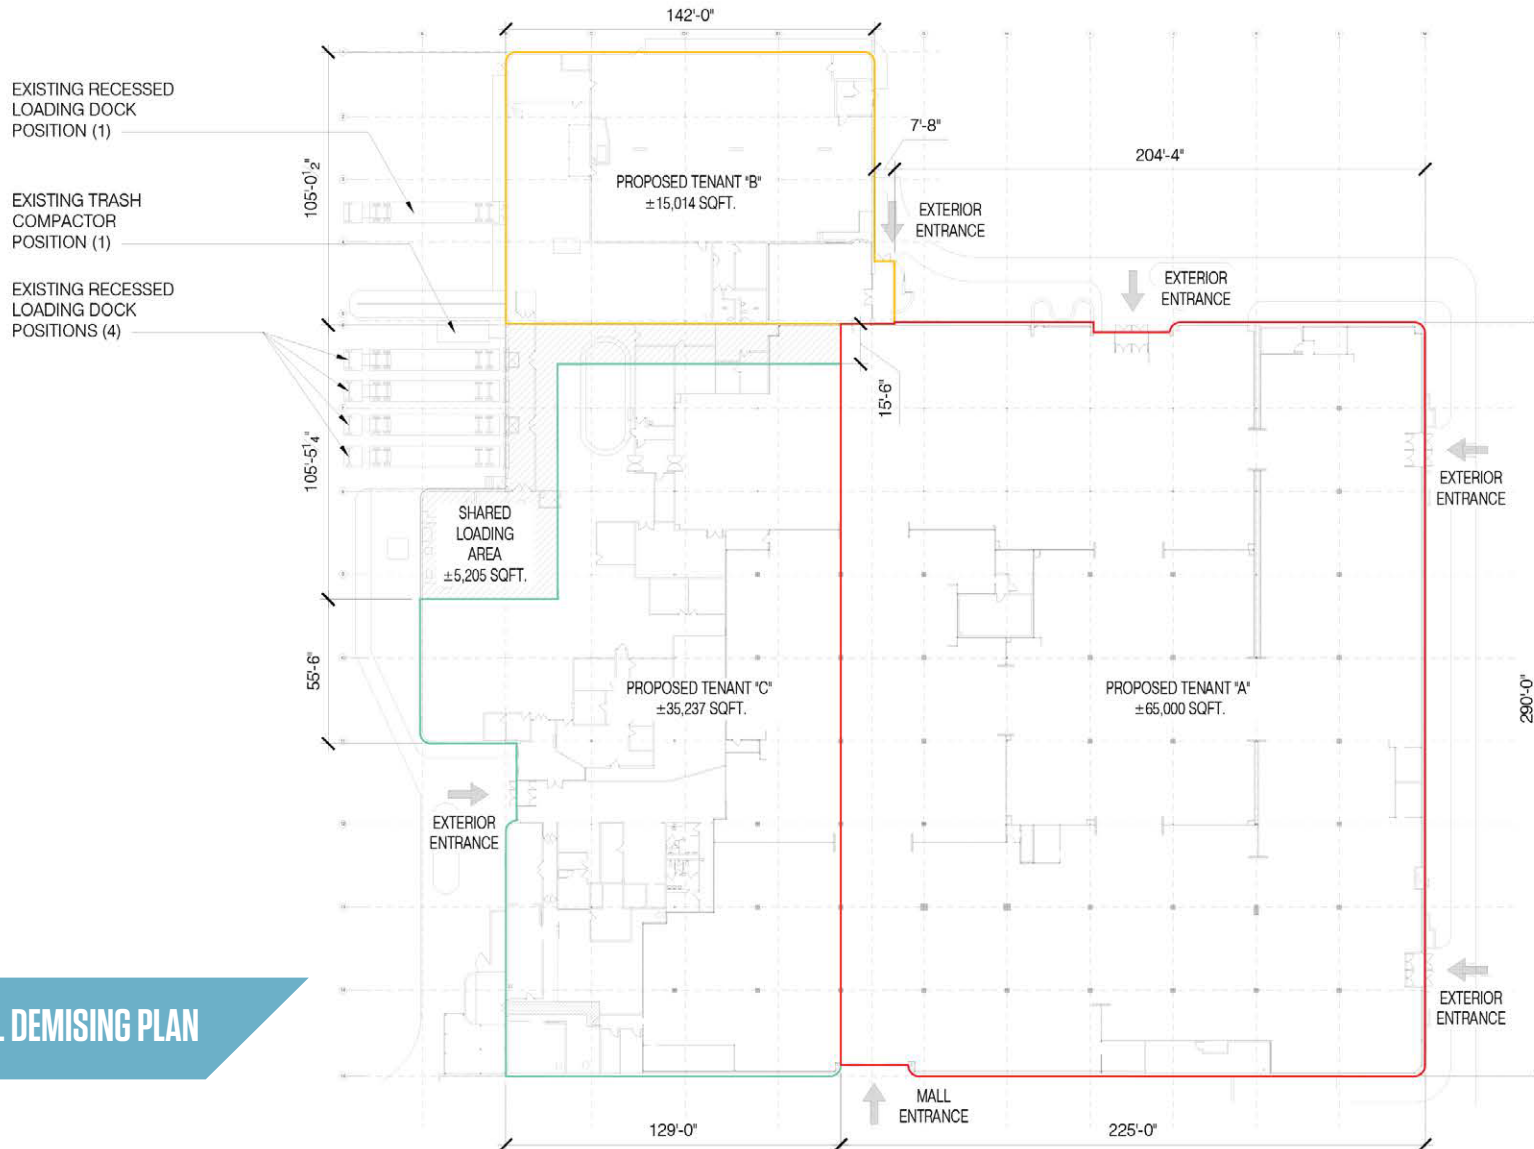 142'-0"
EXISTING RECESSED
LOADING DOCK
POSITION (1)
7'-8"
204'-4"
105'-0½"
PROPOSED TENANT "B"
±15,014 SQFT.
EXISTING TRASH
COMPACTOR
POSITION (1)
EXTERIOR
ENTRANCE
EXTERIOR
ENTRANCE
EXISTING RECESSED
LOADING DOCK
POSITIONS (4)
15'-6"
105'-5¼"
EXTERIOR
ENTRANCE
SHARED
LOADING
AREA
±5,205 SQFT.
55'-6"
PROPOSED TENANT "C"
±35,237 SQFT.
PROPOSED TENANT "A"
±65,000 SQFT.
290'-0"
EXTERIOR
ENTRANCE
EXTERIOR
ENTRANCE
DEMISING PLAN
MALL
ENTRANCE
129'-0"
225'-0"